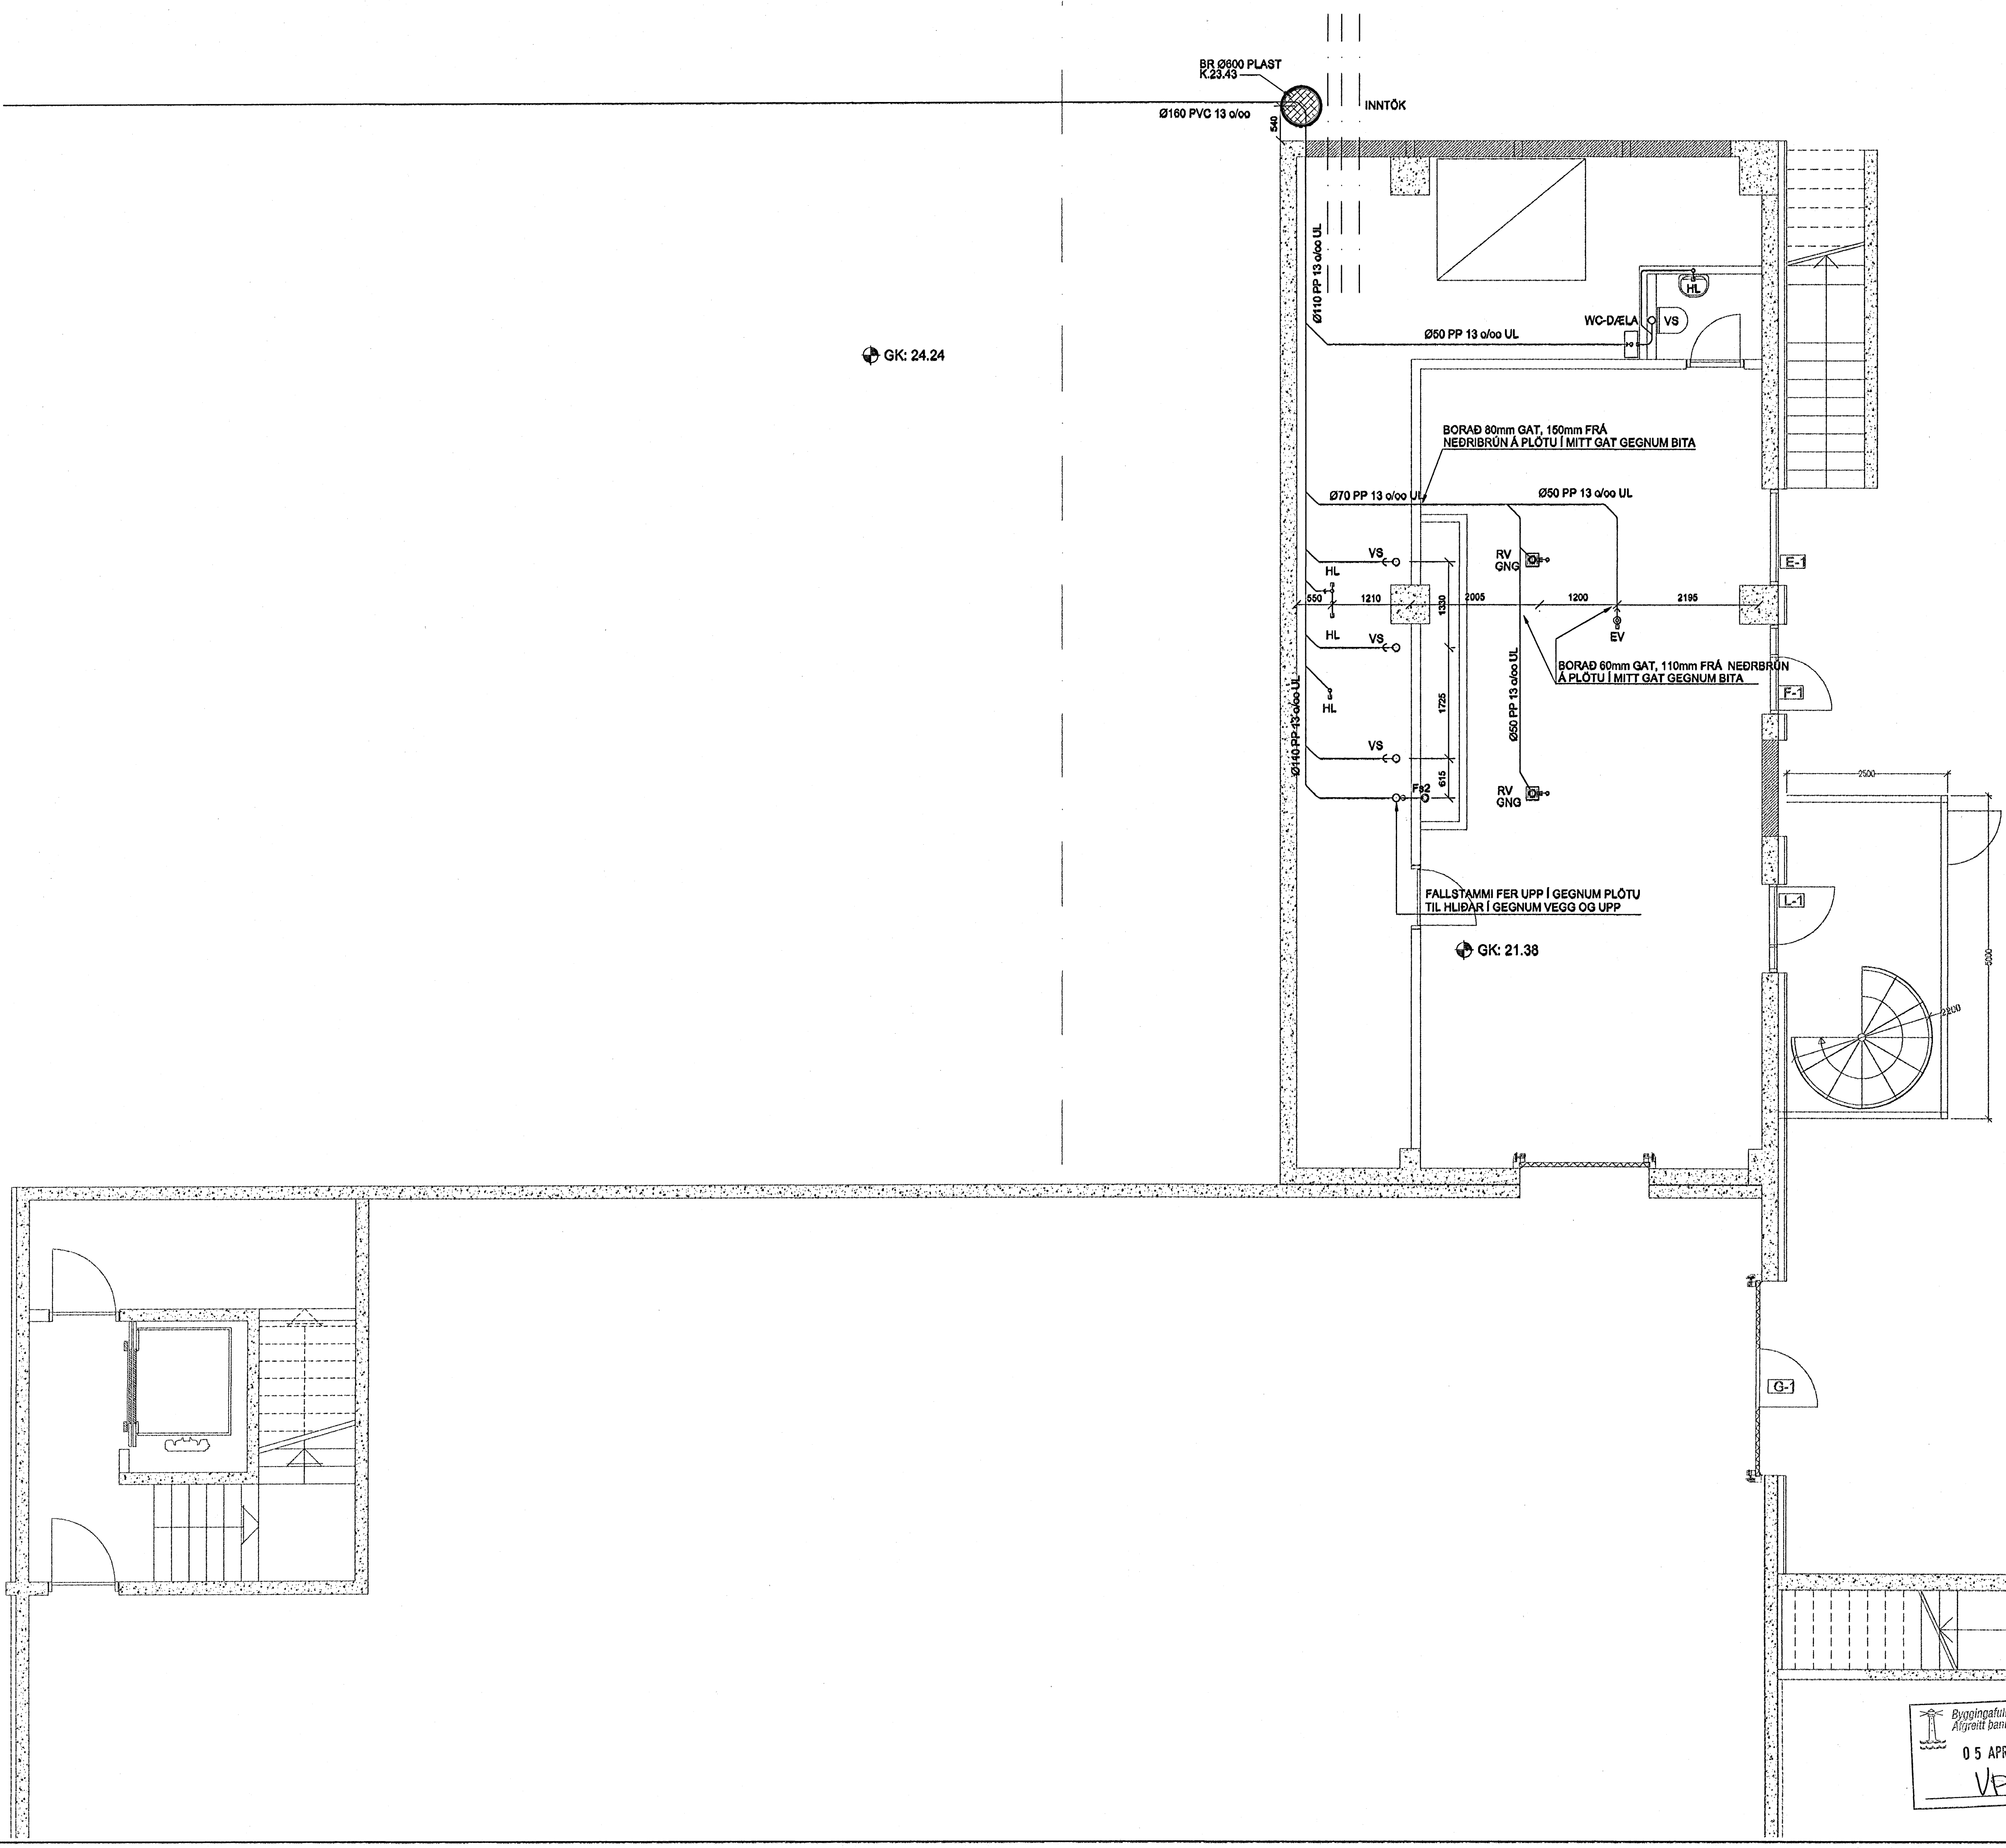 BR Ø600 PLAST
K.23.43
Ø160 PVC 13 o/oo
540
INNTÖK
Ø110 PP 13 o/oo UL
HL
WC-DÆLA
VS
Ø50 PP 13 o/oo UL
GK: 24.24
BORAÐ 80mm GAT, 150mm FRÁ
NEÐRIBRÚN Á PLÖTU Í MITT GAT GEGNUM BITA
Ø70 PP 13 o/oo UL
Ø50 PP 13 o/oo UL
VS
HL
RV
GNG
E-1
550
1210
1330
2005
1200
2195
HL
VS
EV
BORAÐ 60mm GAT, 110mm FRÁ NEÐRBRÚN
Á PLÖTU Í MITT GAT GEGNUM BITA
F-1
HL
Ø140 PP 13 o/oo UL
1725
Ø50 PP 13 o/oo UL
VS
615
2500
RV
GNG
FALLSTAMMI FER UPP Í GEGNUM PLÖTU
TIL HLIÐAR Í GEGNUM VEGG OG UPP
L-1
GK: 21.38
5000
2200
G-1
Afgreitt
05 APR